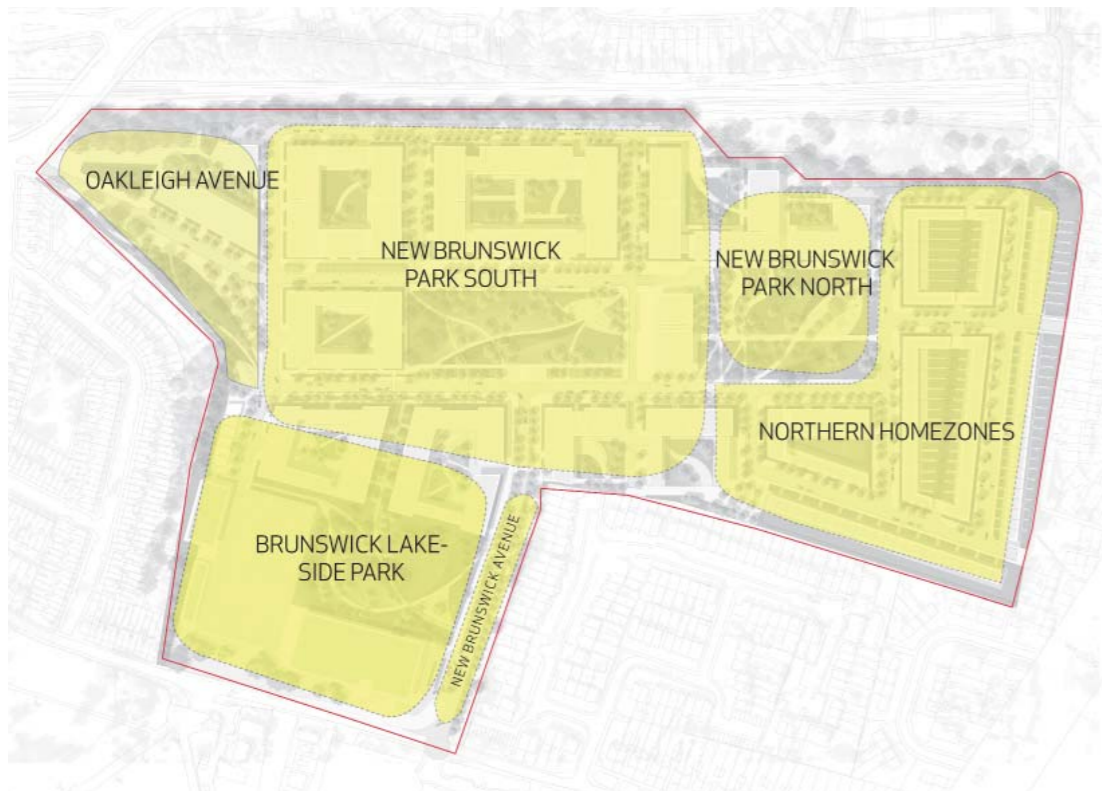 OAKLEIGH AVENUE
NEW BRUNSWICK
PARK SOUTH
NEW BRUNSWICK
PARK NORTH
NORTHERN HOMEZONES
BRUNSWICK LAKE-
SIDE PARK
NEW BRUNSWICK AVENUE